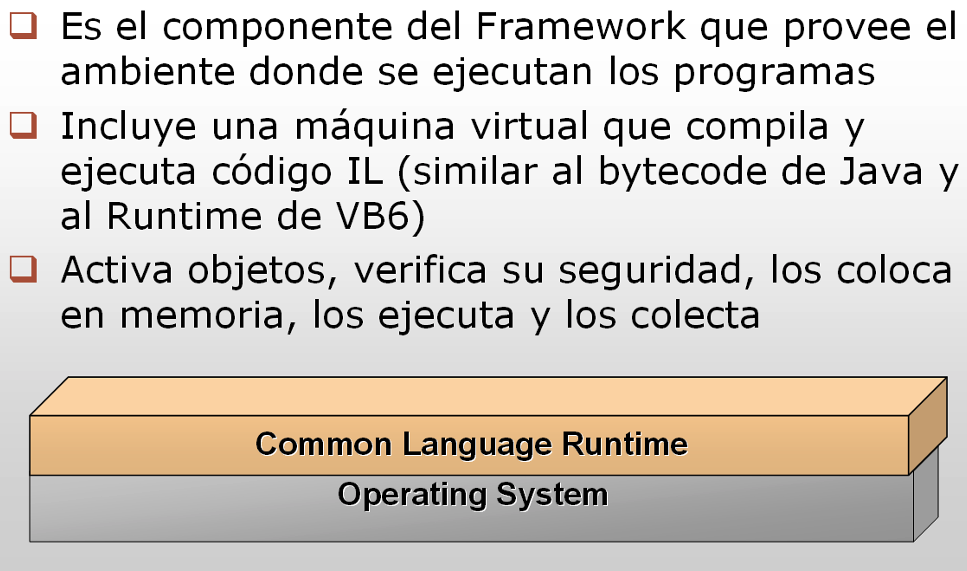 Es el componente del Framework que provee el
ambiente donde se ejecutan los programas
Incluye una máquina virtual que compila y
ejecuta código IL (similar al bytecode de Java y
al Runtime de VB6)
Activa objetos, verifica su seguridad, los coloca
en memoria, los ejecuta y los colecta
Common Language Runtime
Operating System